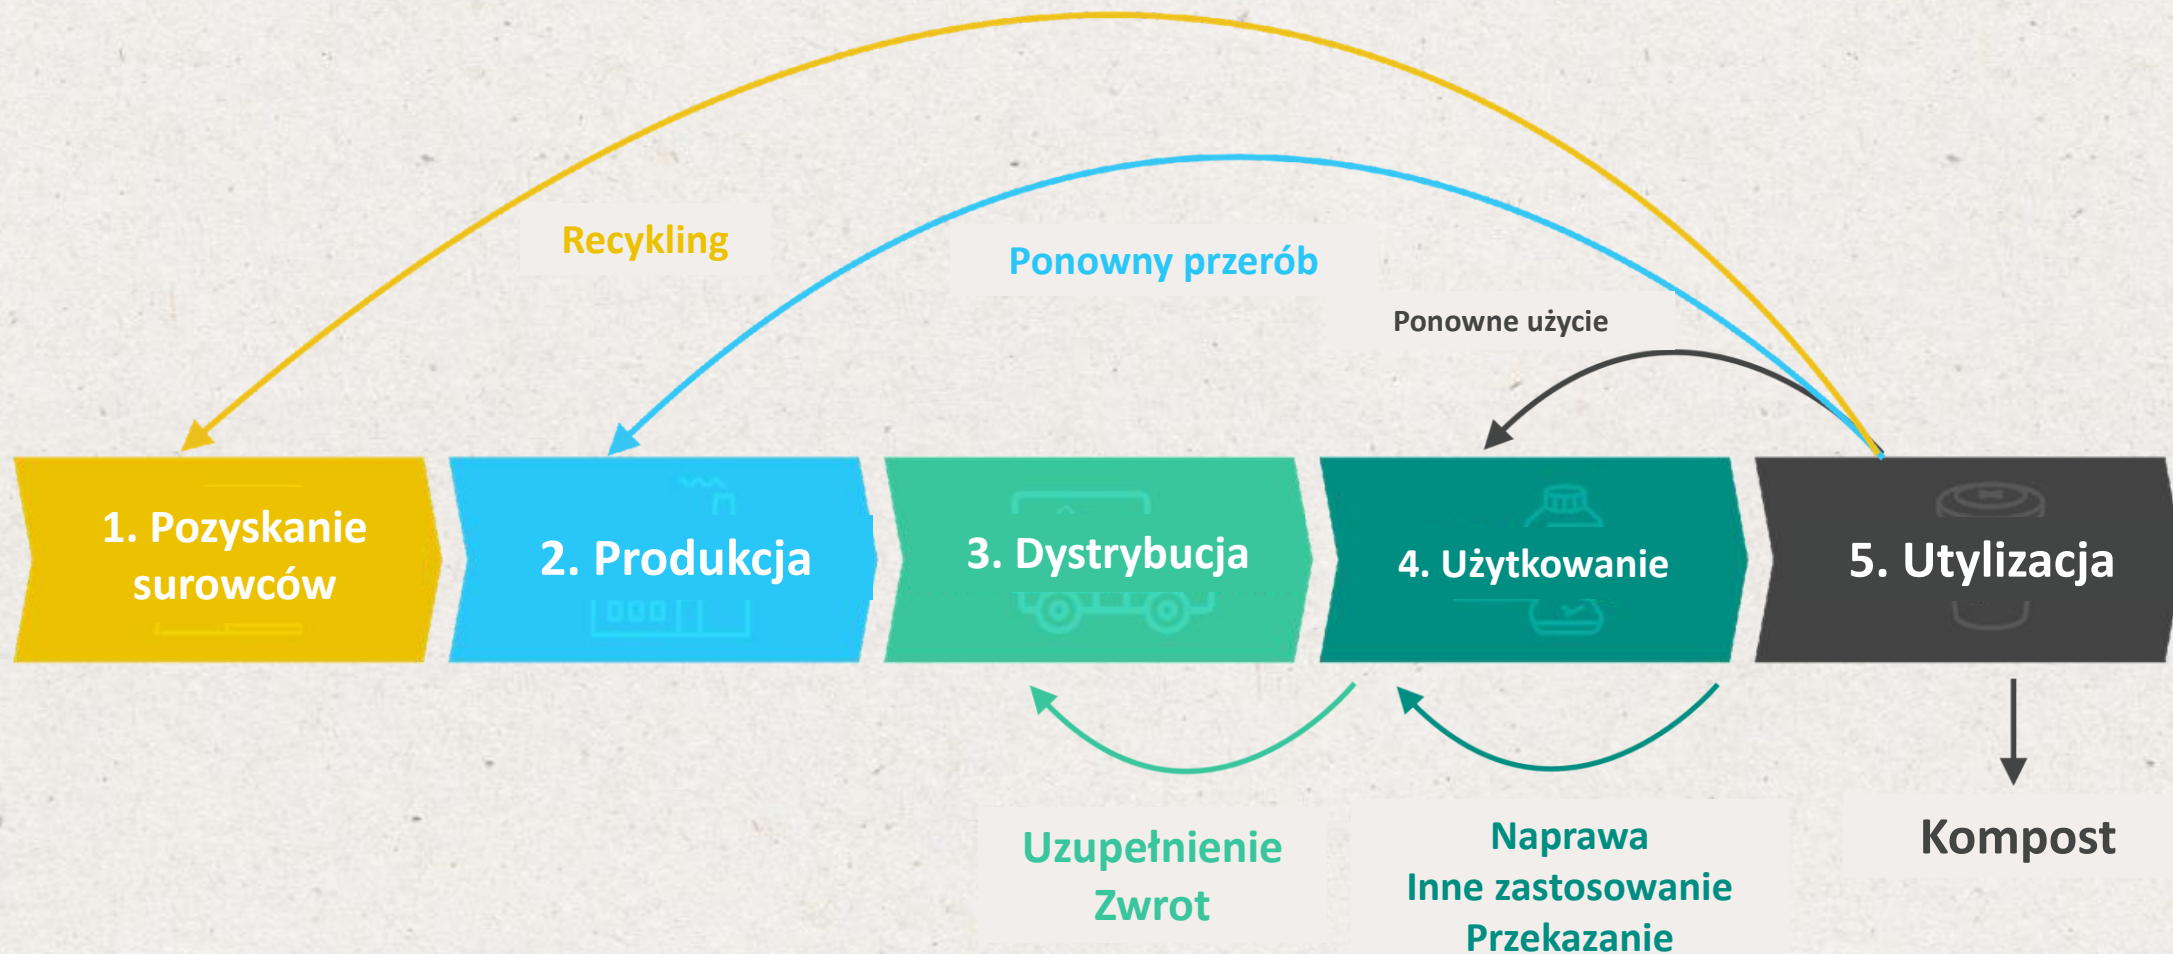 Recykling
Ponowny przerób
Ponowne użycie
1. Pozyskanie
surowców
2. Produkcja
3. Dystrybucja
4. Użytkowanie
5. Utylizacja
Uzupełnienie
Zwrot
Naprawa
Inne zastosowanie
Przekazanie
Kompost